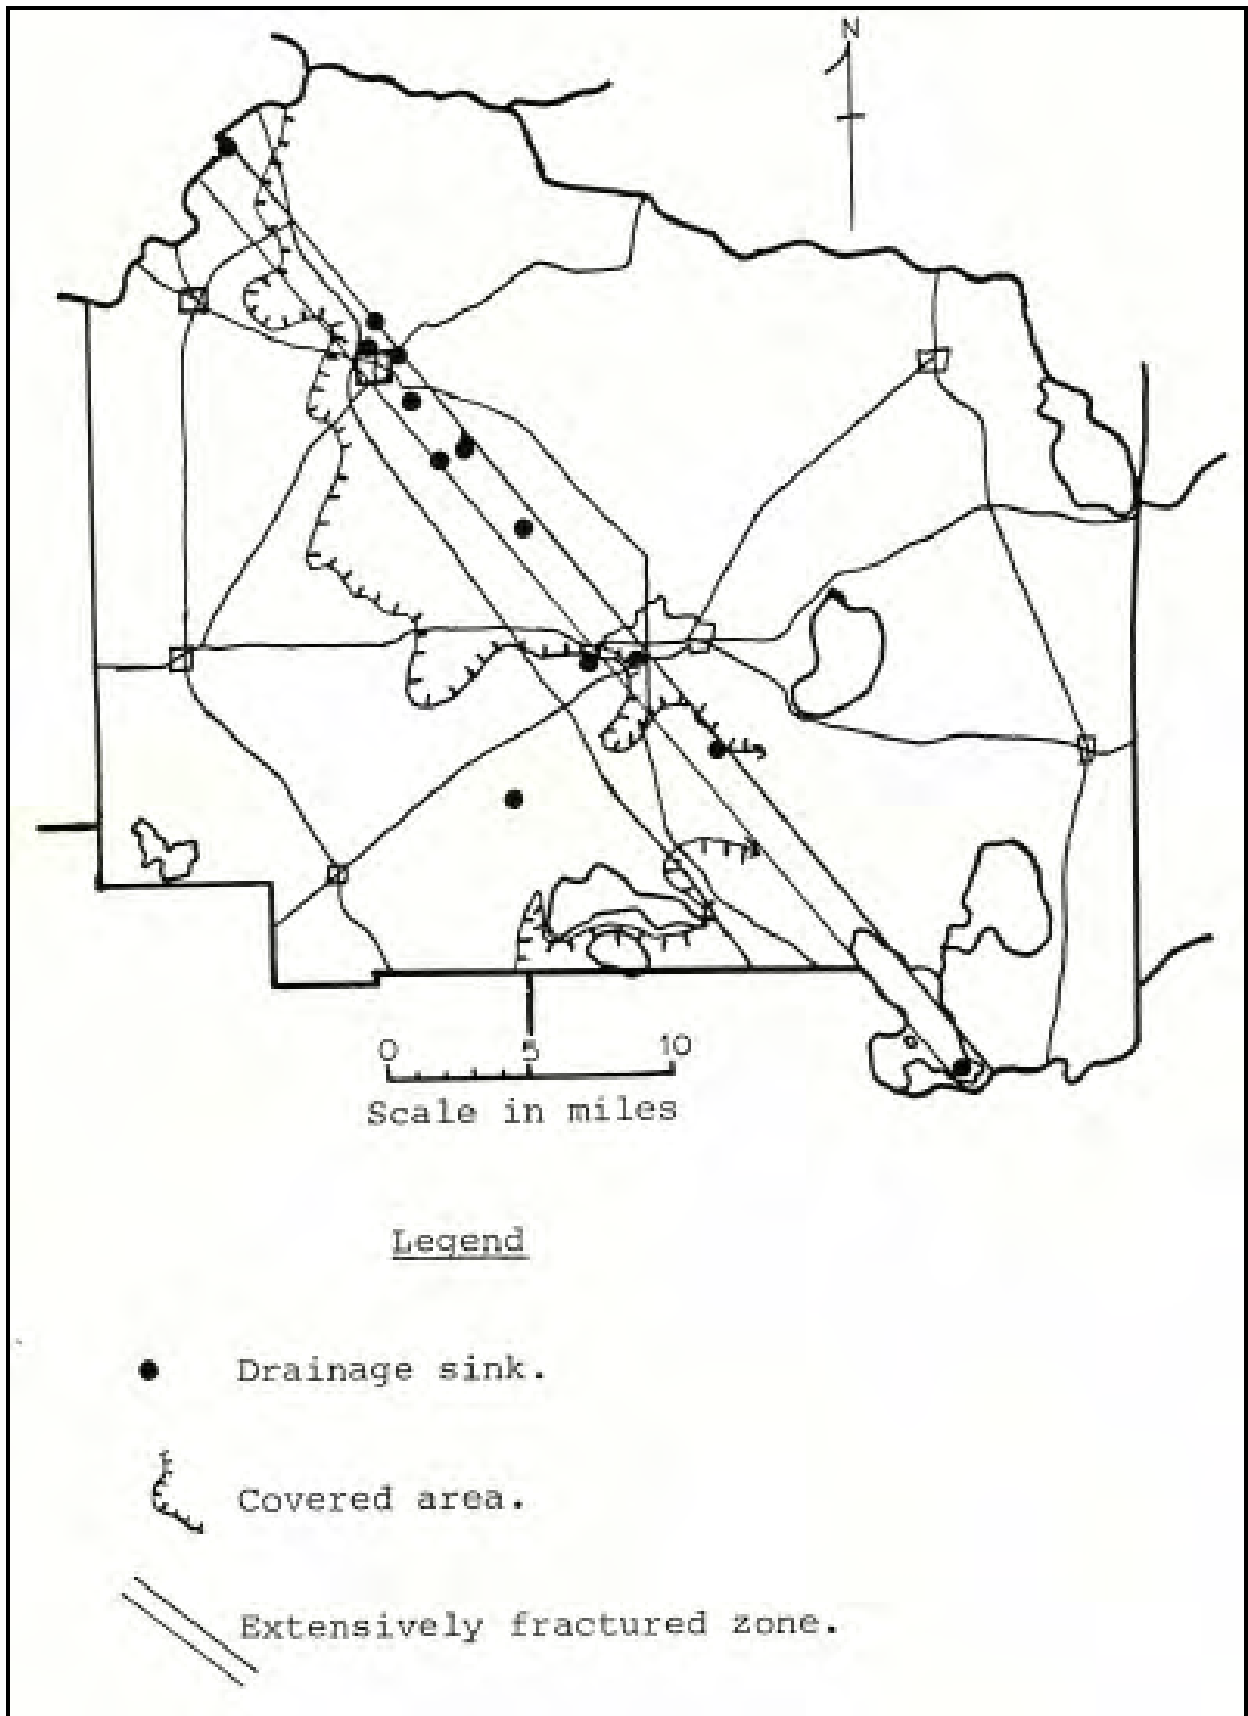 N
0 5 10
Scale in miles
Legend
Drainage sink.
Covered area.
Extensively fractured zone.